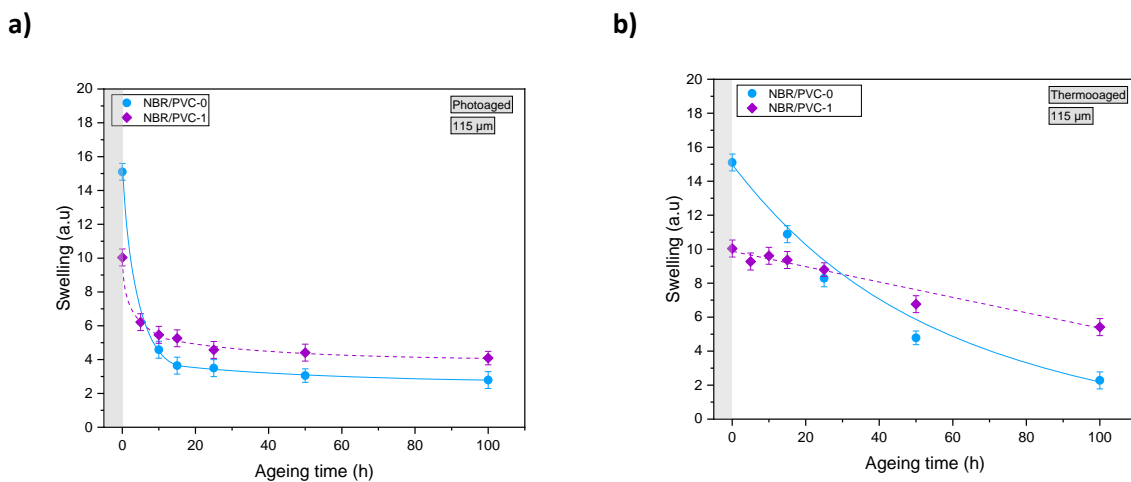 a)
20
18
16
14
12
10
8
6
4
2
0
Swelling (a.u)
NBR/PVC-0
NBR/PVC-1
Photoaged
115 µm
0 20 40 60 80 100
Ageing time (h)
b)
20
18
16
14
12
10
8
6
4
2
0
Swelling (a.u)
NBR/PVC-0
NBR/PVC-1
Thermooaged
115 µm
0 20 40 60 80 100
Ageing time (h)